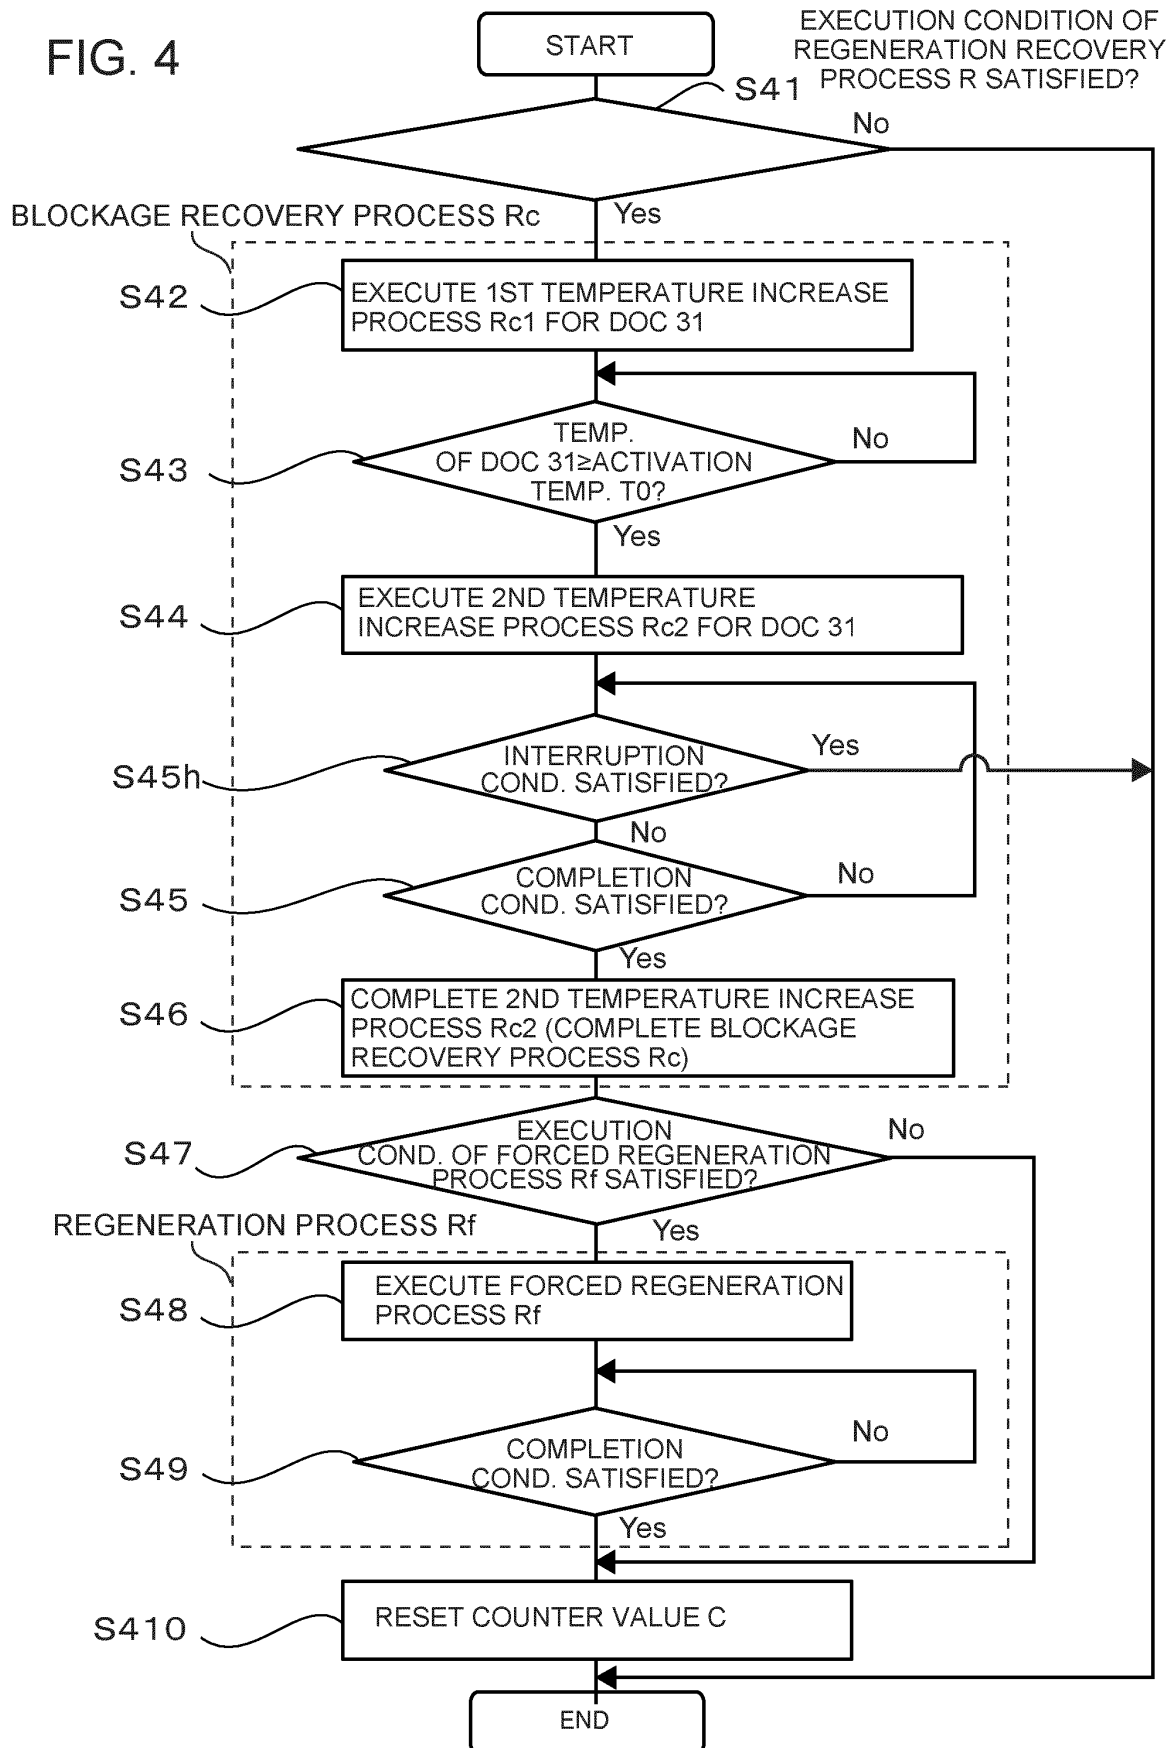 FIG. 4
START
EXECUTION CONDITION OF
REGENERATION RECOVERY
PROCESS R SATISFIED?
S41
No
Yes
BLOCKAGE RECOVERY PROCESS Rc
S42
EXECUTE 1ST TEMPERATURE INCREASE
PROCESS Rc1 FOR DOC 31
S43
TEMP.
OF DOC 31≥ACTIVATION
TEMP. T0?
No
Yes
S44
EXECUTE 2ND TEMPERATURE
INCREASE PROCESS Rc2 FOR DOC 31
S45h
INTERRUPTION
COND. SATISFIED?
Yes
No
S45
COMPLETION
COND. SATISFIED?
No
Yes
S46
COMPLETE 2ND TEMPERATURE INCREASE
PROCESS Rc2 (COMPLETE BLOCKAGE
RECOVERY PROCESS Rc)
S47
EXECUTION
COND. OF FORCED REGENERATION
PROCESS Rf SATISFIED?
No
Yes
REGENERATION PROCESS Rf
S48
EXECUTE FORCED REGENERATION
PROCESS Rf
S49
COMPLETION
COND. SATISFIED?
No
Yes
S410
RESET COUNTER VALUE C
END